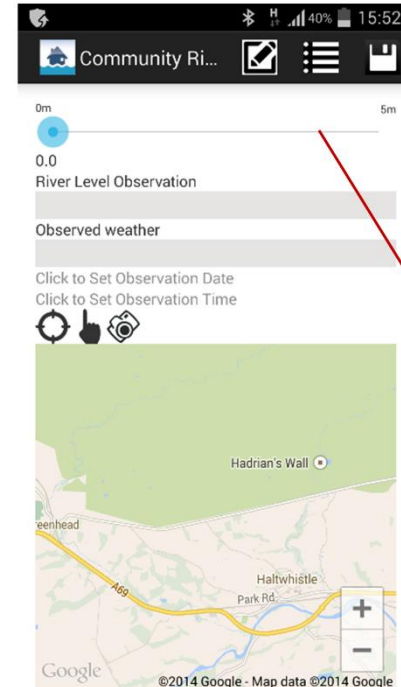 H 40% 15:52
Community Ri...
0m 5m
0.0
River Level Observation
Observed weather
Click to Set Observation Date
Click to Set Observation Time
Hadrian's Wall
eenhead
A69
Haltwhistle
Park Rd
+
−
Google
©2014 Google - Map data ©2014 Google